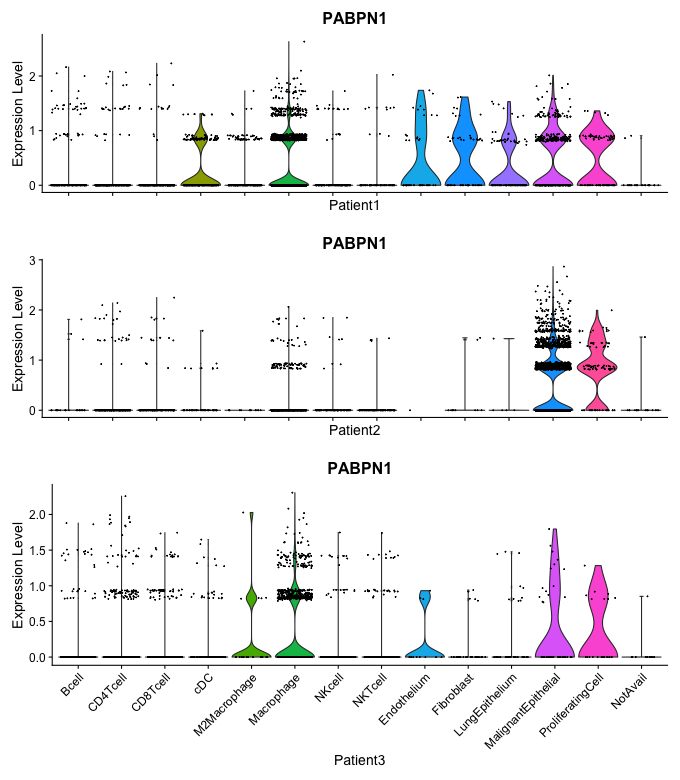 PABPN1
Expression Level
2
1
0
Patient1
PABPN1
Expression Level
3
2
1
0
Patient2
PABPN1
Expression Level
2.0
1.5
1.0
0.5
0.0
Bcell
CD4Tcell
CD8Tcell
cDC
M2Macrophage
Macrophage
NKcell
NKTcell
Endothelium
Fibroblast
LungEpithelium
MalignantEpithelial
ProliferatingCell
NotAvail
Patient3